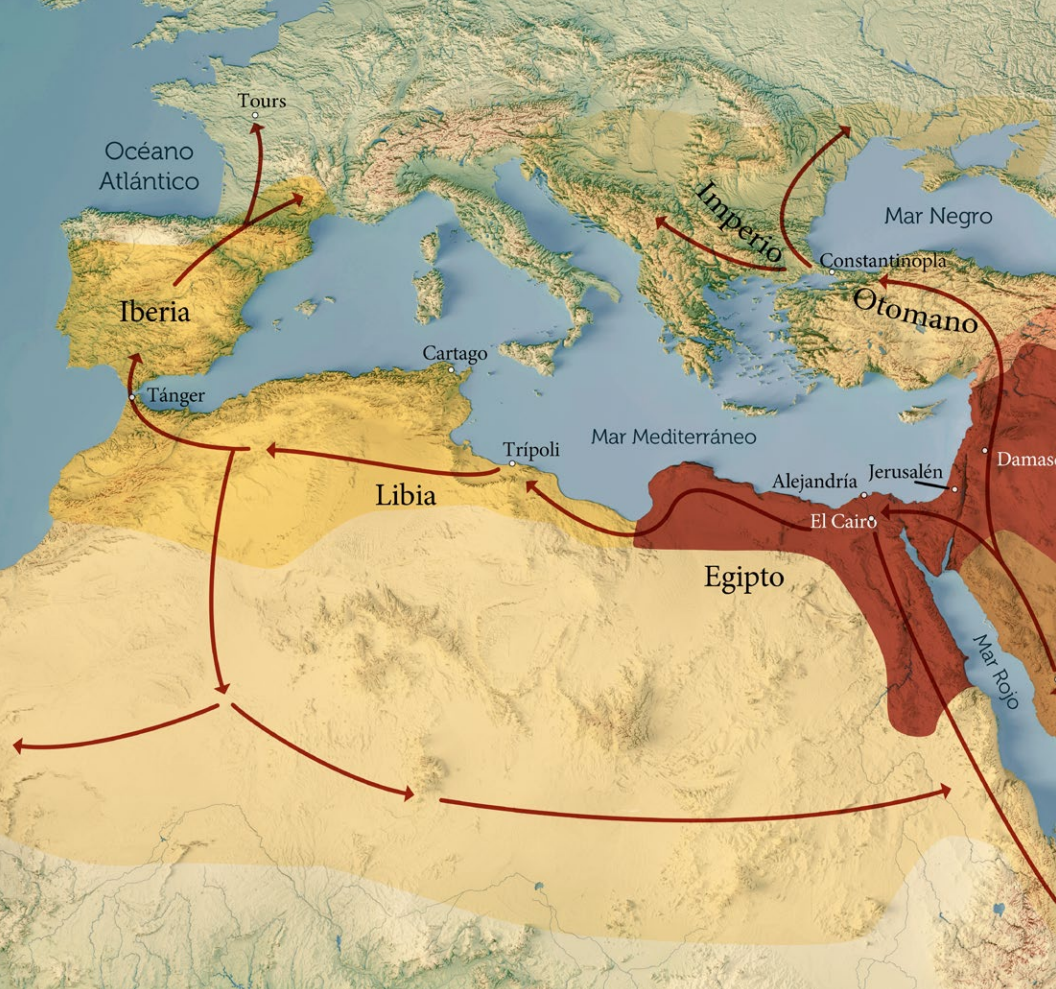 Tours
Océano
Atlántico
Imperio
Mar Negro
Constantinopla
Otomano
Iberia
Cartago
Tánger
Mar Mediterráneo
Trípoli
Jerusalén
Damasc
Alejandría
Libia
El Cairo
Egipto
Mar Rojo